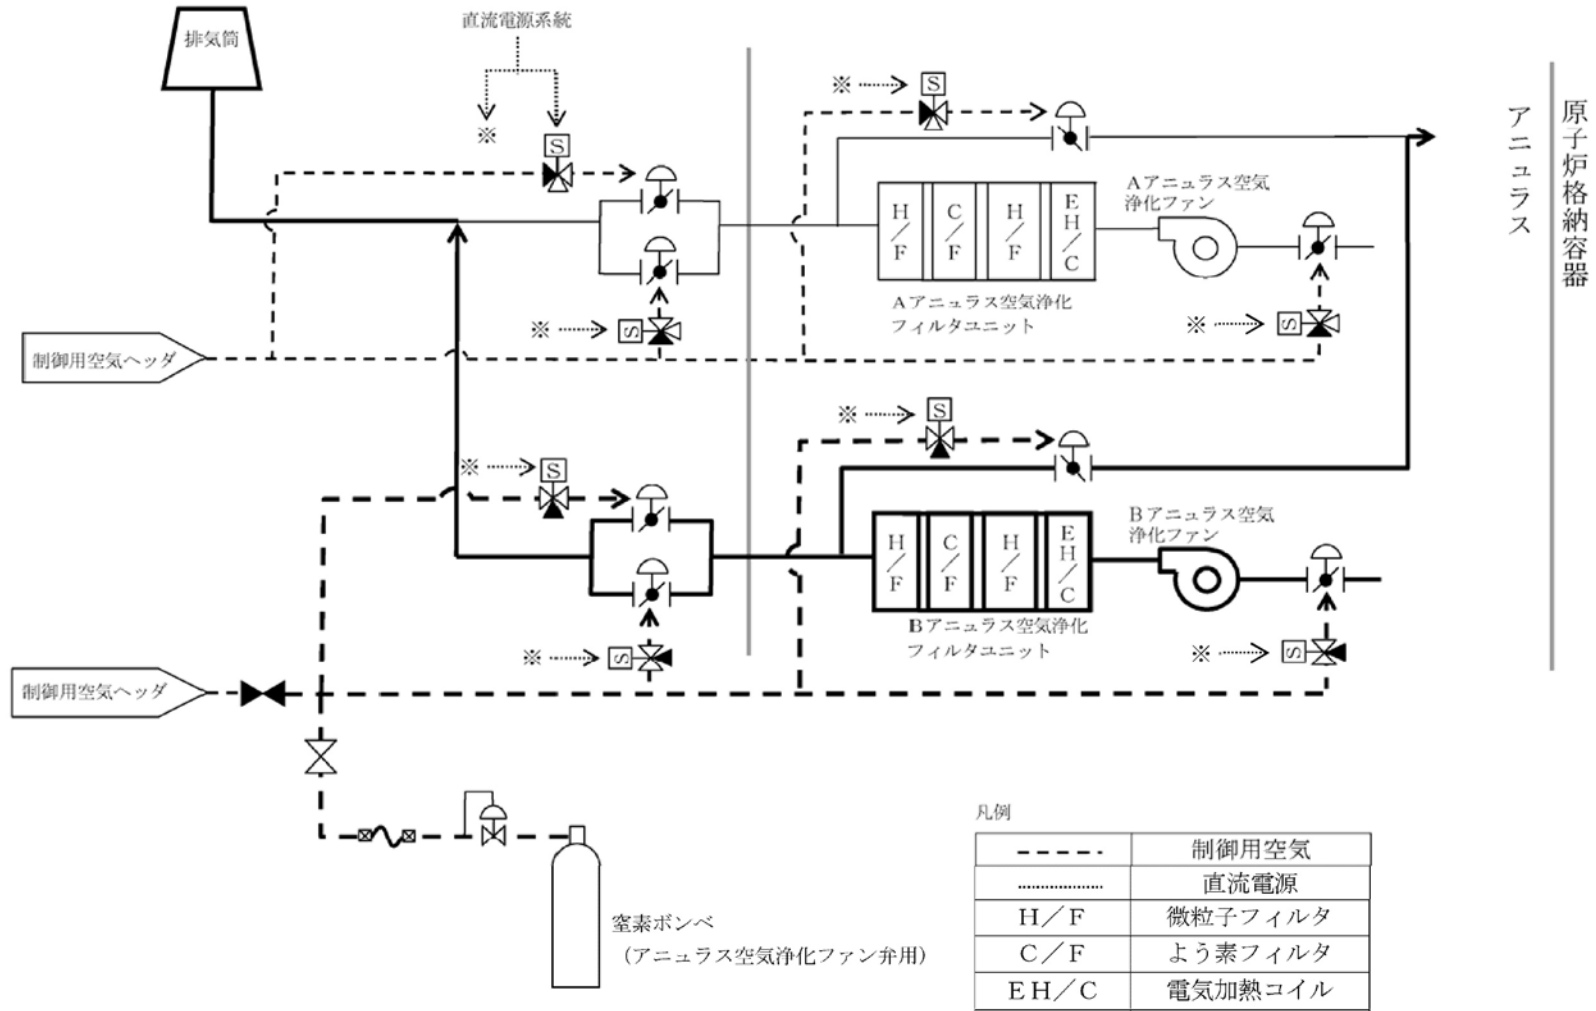 排気筒
直流電源系統
※
S
※
S
S
※
S
制御用空気ヘッダ
H/F
C/F
H/F
EH/C
Aアニュラス空気
浄化ファン
Aアニュラス空気浄化
フィルタユニット
※
S
アニュラス
原子炉格納容器
※
S
※
S
H/F
C/F
H/F
EH/C
Bアニュラス空気
浄化ファン
Bアニュラス空気浄化
フィルタユニット
※
S
※
S
制御用空気ヘッダ
窒素ボンベ
(アニュラス空気浄化ファン弁用)
凡例
制御用空気
直流電源
H/F 微粒子フィルタ
C/F よう素フィルタ
EH/C 電気加熱コイル